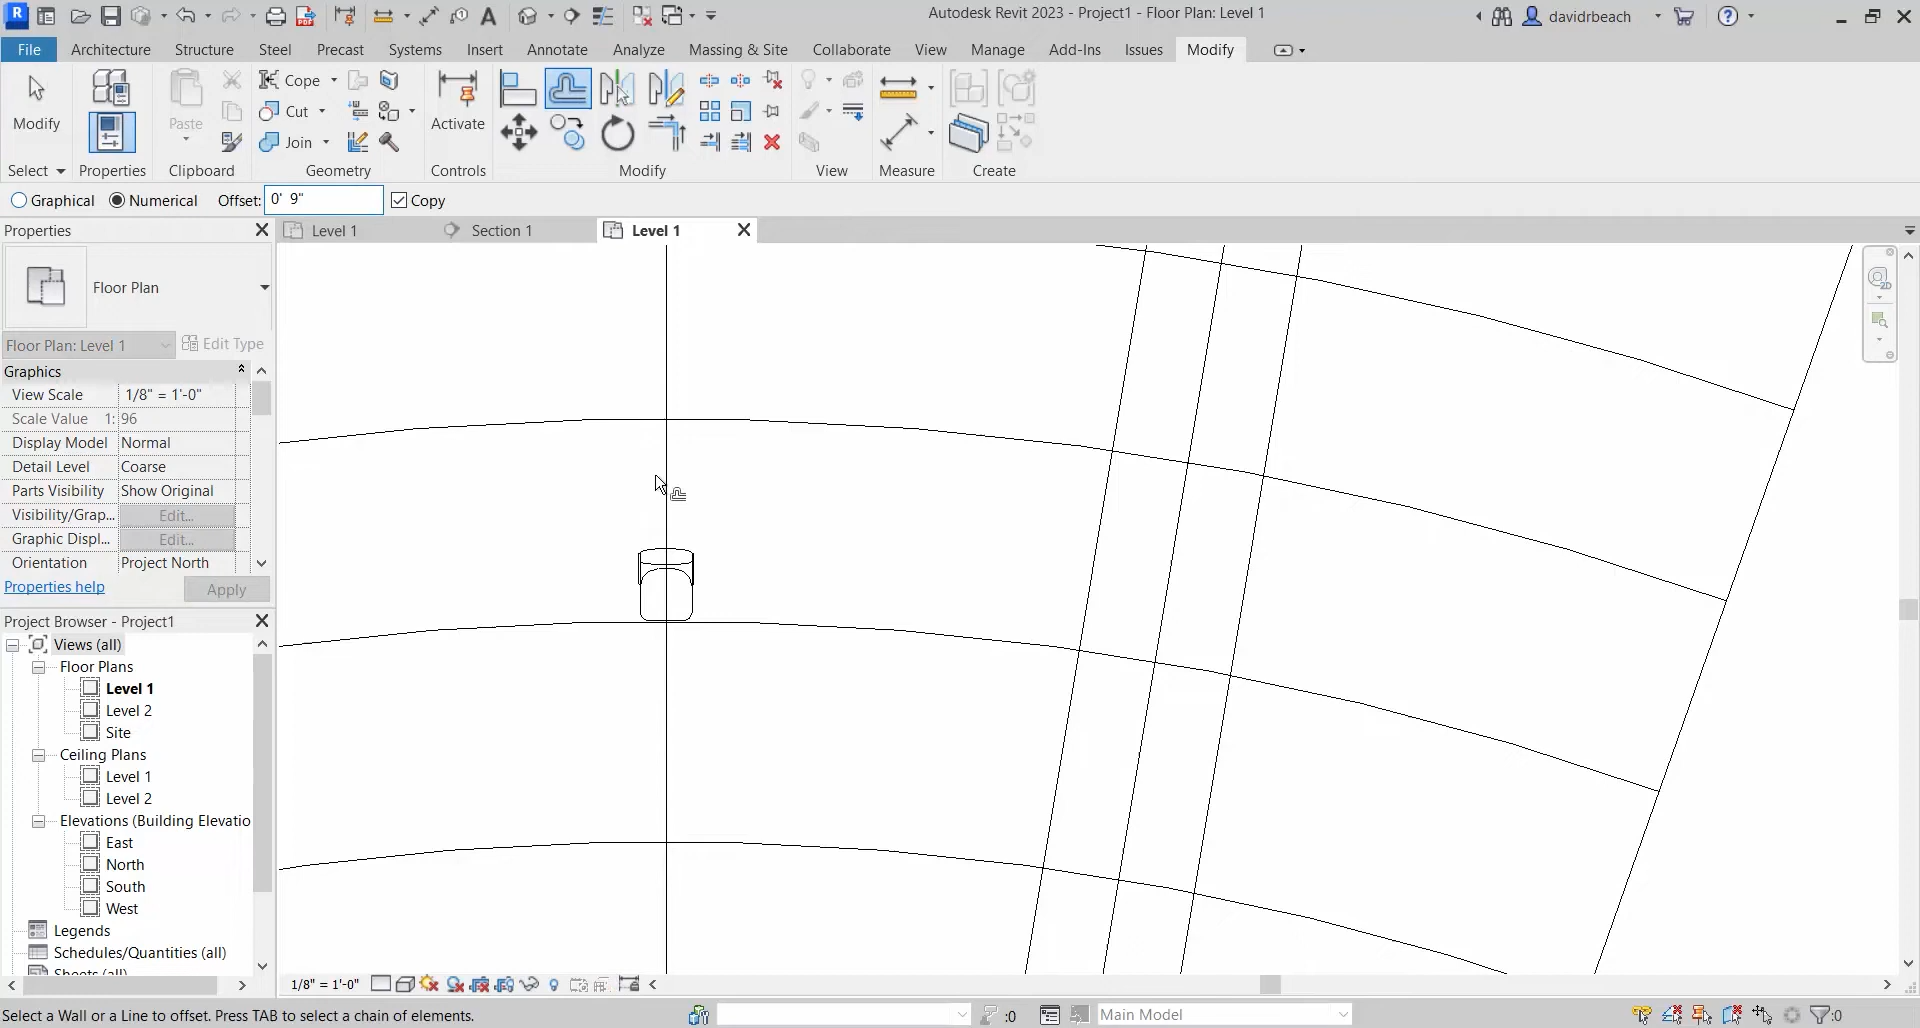 Autodesk Revit 2023 - Project1 - Floor Plan: Level 1
davidrbeach
File Architecture Structure Steel Precast Systems Insert Annotate Analyze Massing & Site Collaborate View Manage Add-Ins Issues Modify
Modify
Paste
Cope
Cut
Join
Activate
Select Properties Clipboard Geometry Controls Modify View Measure Create
Graphical Numerical Offset: 0' 9" Copy
Properties
Level 1 Section 1 Level 1
Floor Plan
Floor Plan: Level 1 Edit Type
Graphics
View Scale 1/8" = 1'-0"
Scale Value 1: 96
Display Model Normal
Detail Level Coarse
Parts Visibility Show Original
Visibility/Grap... Edit...
Graphic Displ... Edit...
Orientation Project North
Properties help Apply
Project Browser - Project1
Views (all)
Floor Plans
Level 1
Level 2
Site
Ceiling Plans
Level 1
Level 2
Elevations (Building Elevatio
East
North
South
West
Legends
Schedules/Quantities (all)
Sheets (all)
1/8" = 1'-0"
Select a Wall or a Line to offset. Press TAB to select a chain of elements.
:0
Main Model
:0